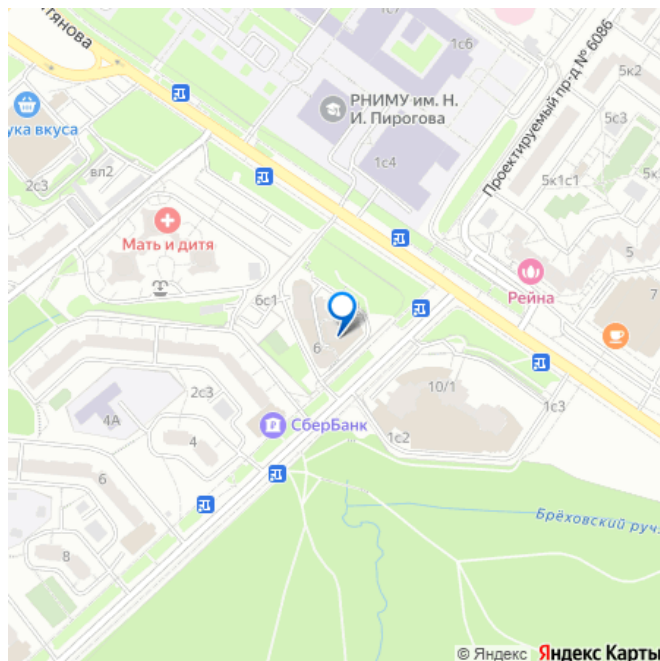 тянова
1с7
1с6
5к2
Проектируемый пр-д № 6086
РНИМУ им. Н.
И. Пирогова
ука вкуса
5с3
1с4
вл2
2с3
5к1с1
Мать и дитя
5
Рейна
6с1
7
6
2с3
10/1
1с3
4А
СберБанк
4
1с2
6
Брёховский руч
8
© Яндекс Яндекс Карты